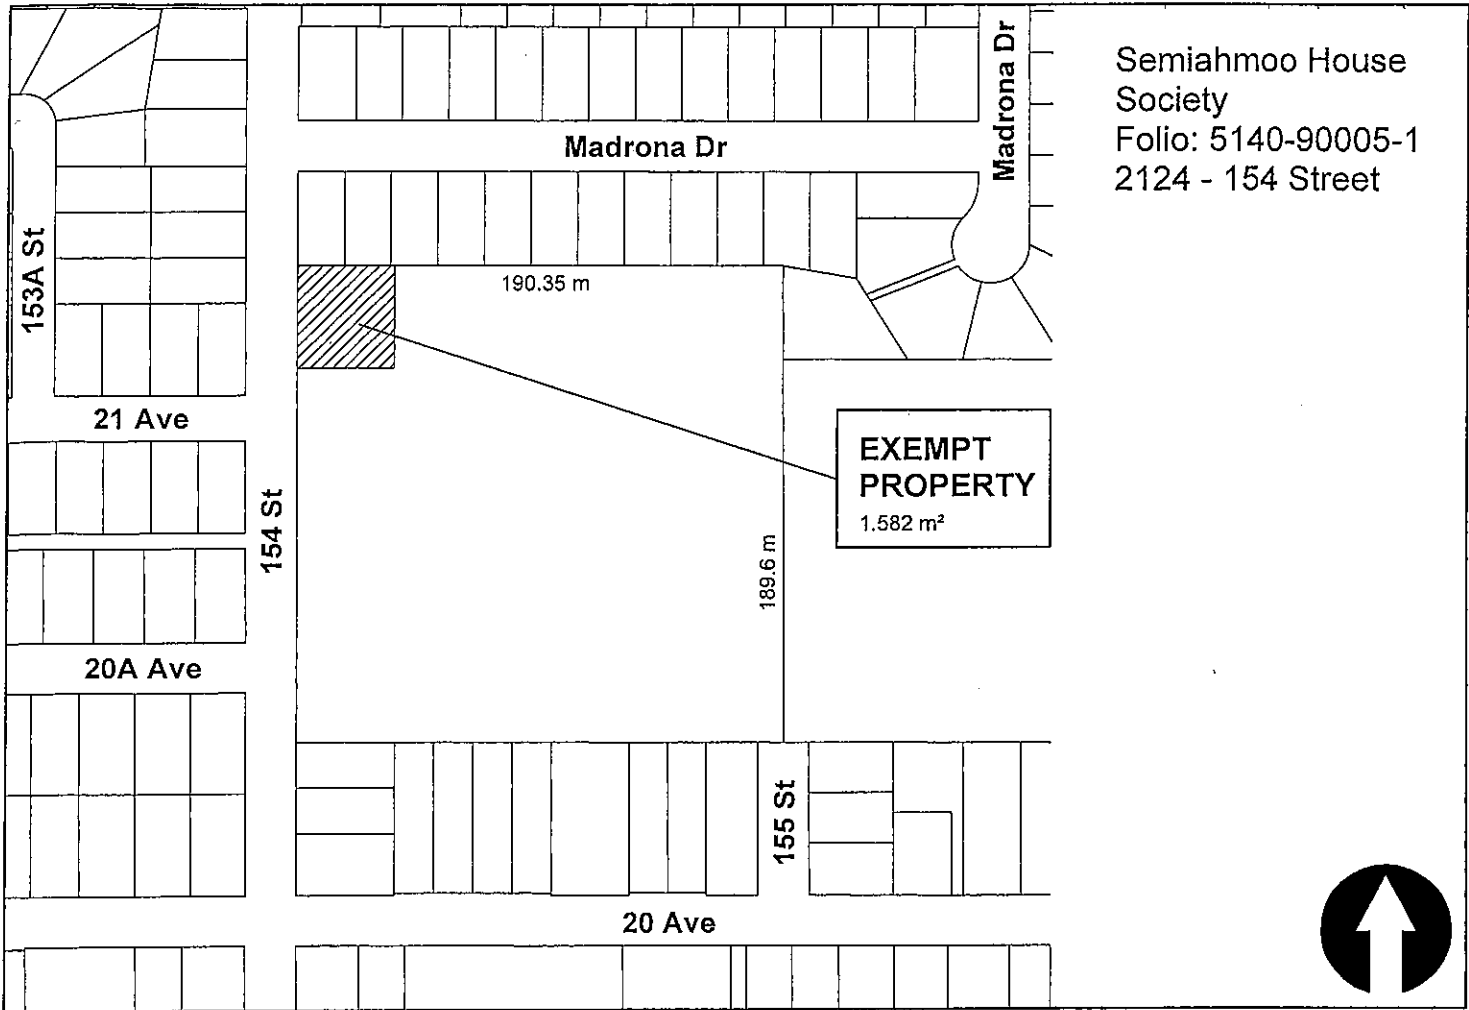 Semiahmoo House
Society
Folio: 5140-90005-1
2124 - 154 Street
Madrona Dr
Madrona Dr
153A St
190.35 m
21 Ave
EXEMPT
PROPERTY
1.582 m²
154 St
189.6 m
20A Ave
155 St
20 Ave